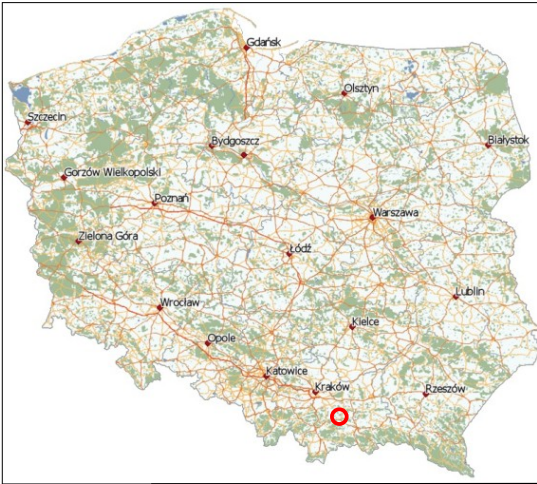 Gdańsk
Olsztyn
Szczecin
Białystok
Bydgoszcz
Gorzów Wielkopolski
Poznań
Warszawa
Zielona Góra
Łódź
Lublin
Wrocław
Kielce
Opole
Katowice
Kraków
Rzeszów